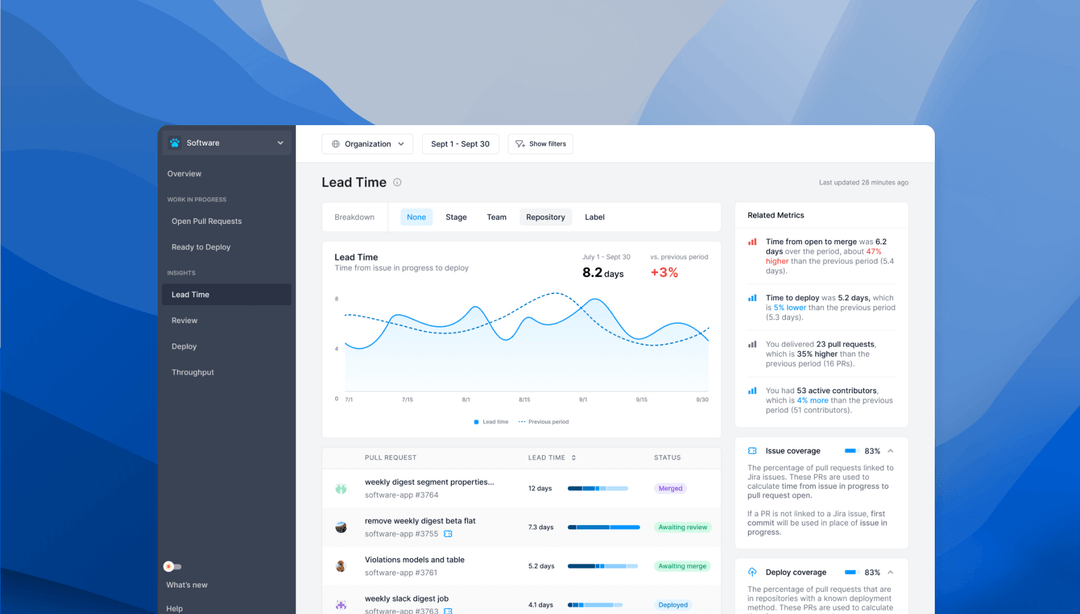 Software
Overview
WORK IN PROGRESS
Open Pull Requests
Ready to Deploy
INSIGHTS
Lead Time
Review
Deploy
Throughput
What's new
Help
Organization
Sept 1 - Sept 30
Show filters
Lead Time
Last updated 28 minutes ago
Breakdown
None
Stage
Team
Repository
Label
Lead Time
Time from issue in progress to deploy
July 1 - Sept 30
8.2 days
vs. previous period
+3%
8
4
0
7/1
7/15
8/1
8/15
9/1
9/15
9/30
Lead time
Previous period
PULL REQUEST
LEAD TIME
STATUS
weekly digest segment properties...
software-app #3764
12 days
Merged
remove weekly digest beta flat
software-app #3755
7.3 days
Awaiting review
Violations models and table
software-app #3761
5.2 days
Awaiting merge
weekly slack digest job
software-app #3763
4.1 days
Deployed
Related Metrics
Time from open to merge was 6.2
days over the period, about 47%
higher than the previous period (5.4
days).
Time to deploy was 5.2 days, which
is 5% lower than the previous period
(5.3 days).
You delivered 23 pull requests,
which is 35% higher than the
previous period (16 PRs).
You had 53 active contributors,
which is 4% more than the previous
period (51 contributors).
Issue coverage
83%
The percentage of pull requests linked to
Jira issues. These PRs are used to
calculate time from issue in progress to
pull request open.
If a PR is not linked to a Jira issue, first
commit will be used in place of issue in
progress.
Deploy coverage
83%
The percentage of pull requests that are
in repositories with a known deployment
method. These PRs are used to calculate